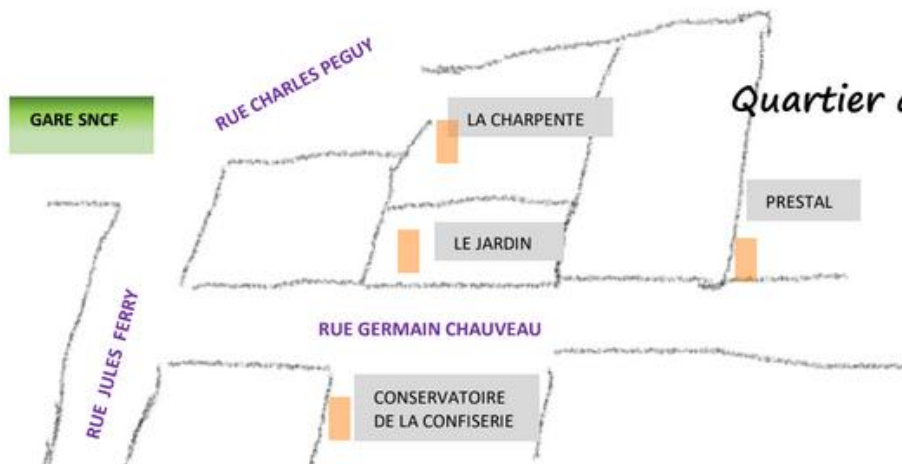 RUE CHARLES PEGUY
GARE SNCF
LA CHARPENTE
Quartier
PRESTAL
LE JARDIN
RUE JULES FERRY
RUE GERMAIN CHAUVEAU
CONSERVATOIRE
DE LA CONFISERIE